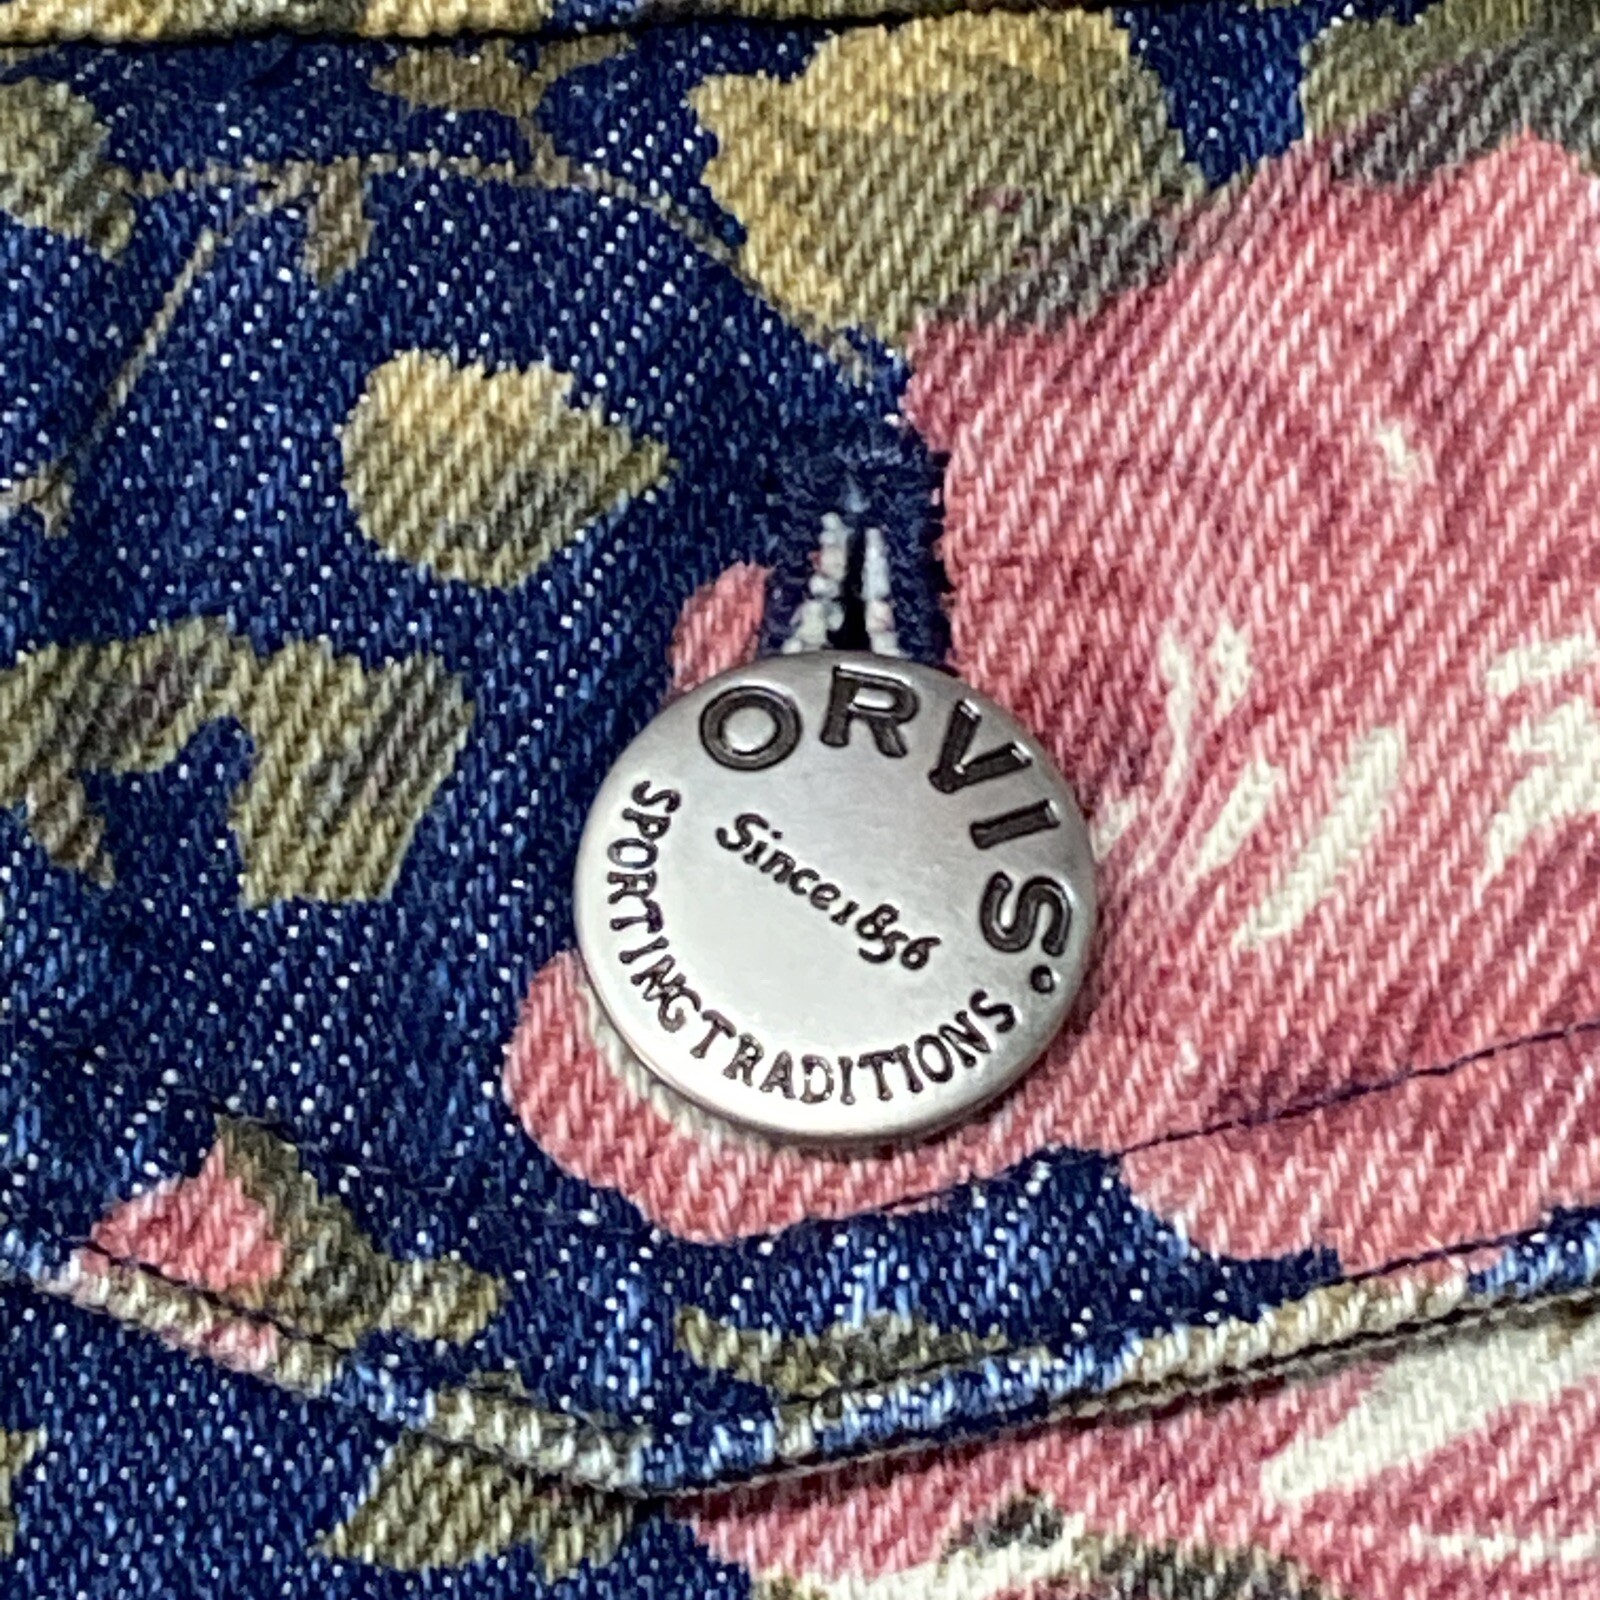 ORVIS.
Since 1856
SPORTING TRADITIONS